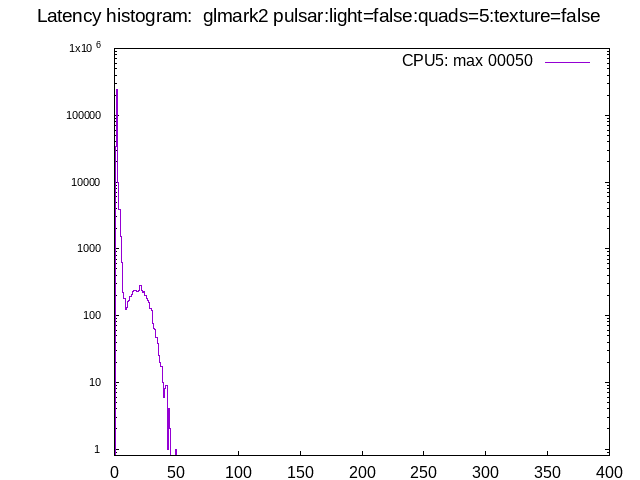 Latency histogram:  glmark2 pulsar:light=false:quads=5:texture=false
1x10^6
CPU5: max 00050
100000
10000
1000
100
10
1
0 50 100 150 200 250 300 350 400